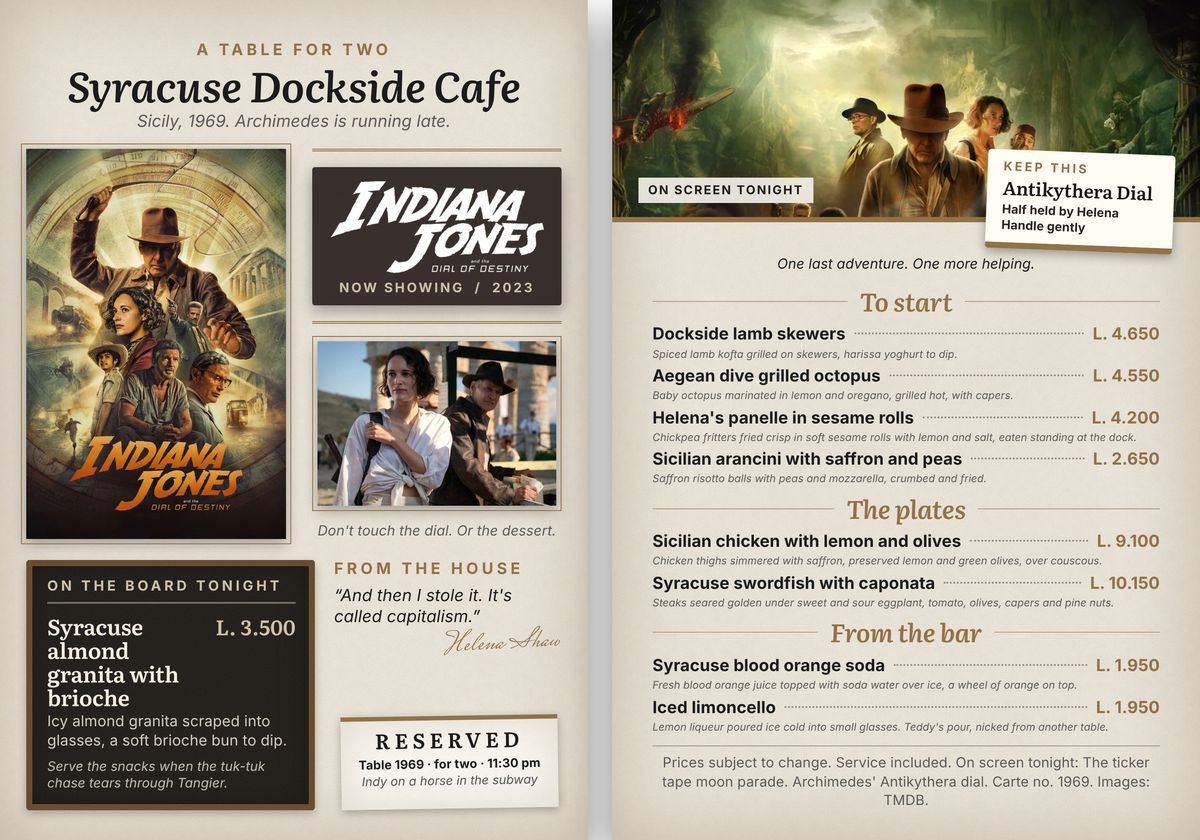 A TABLE FOR TWO
Syracuse Dockside Cafe
Sicily, 1969. Archimedes is running late.
INDIANA
JONES
and the
DIAL OF DESTINY
INDIANA
JONES
and the
DIAL OF DESTINY
NOW SHOWING / 2023
Don't touch the dial. Or the dessert.
ON THE BOARD TONIGHT
Syracuse almond granita with brioche L. 3.500
Icy almond granita scraped into
glasses, a soft brioche bun to dip.
Serve the snacks when the tuk-tuk
chase tears through Tangier.
FROM THE HOUSE
“And then I stole it. It's
called capitalism.”
Helena Shaw
RESERVED
Table 1969 · for two · 11:30 pm
Indy on a horse in the subway
ON SCREEN TONIGHT
KEEP THIS
Antikythera Dial
Half held by Helena
Handle gently
One last adventure. One more helping.
To start
Dockside lamb skewers L. 4.650
Spiced lamb kofta grilled on skewers, harissa yoghurt to dip.
Aegean dive grilled octopus L. 4.550
Baby octopus marinated in lemon and oregano, grilled hot, with capers.
Helena's panelle in sesame rolls L. 4.200
Chickpea fritters fried crisp in soft sesame rolls with lemon and salt, eaten standing at the dock.
Sicilian arancini with saffron and peas L. 2.650
Saffron risotto balls with peas and mozzarella, crumbed and fried.
The plates
Sicilian chicken with lemon and olives L. 9.100
Chicken thighs simmered with saffron, preserved lemon and green olives, over couscous.
Syracuse swordfish with caponata L. 10.150
Steaks seared golden under sweet and sour eggplant, tomato, olives, capers and pine nuts.
From the bar
Syracuse blood orange soda L. 1.950
Fresh blood orange juice topped with soda water over ice, a wheel of orange on top.
Iced limoncello L. 1.950
Lemon liqueur poured ice cold into small glasses. Teddy's pour, nicked from another table.
Prices subject to change. Service included. On screen tonight: The ticker
tape moon parade. Archimedes' Antikythera dial. Carte no. 1969. Images:
TMDB.